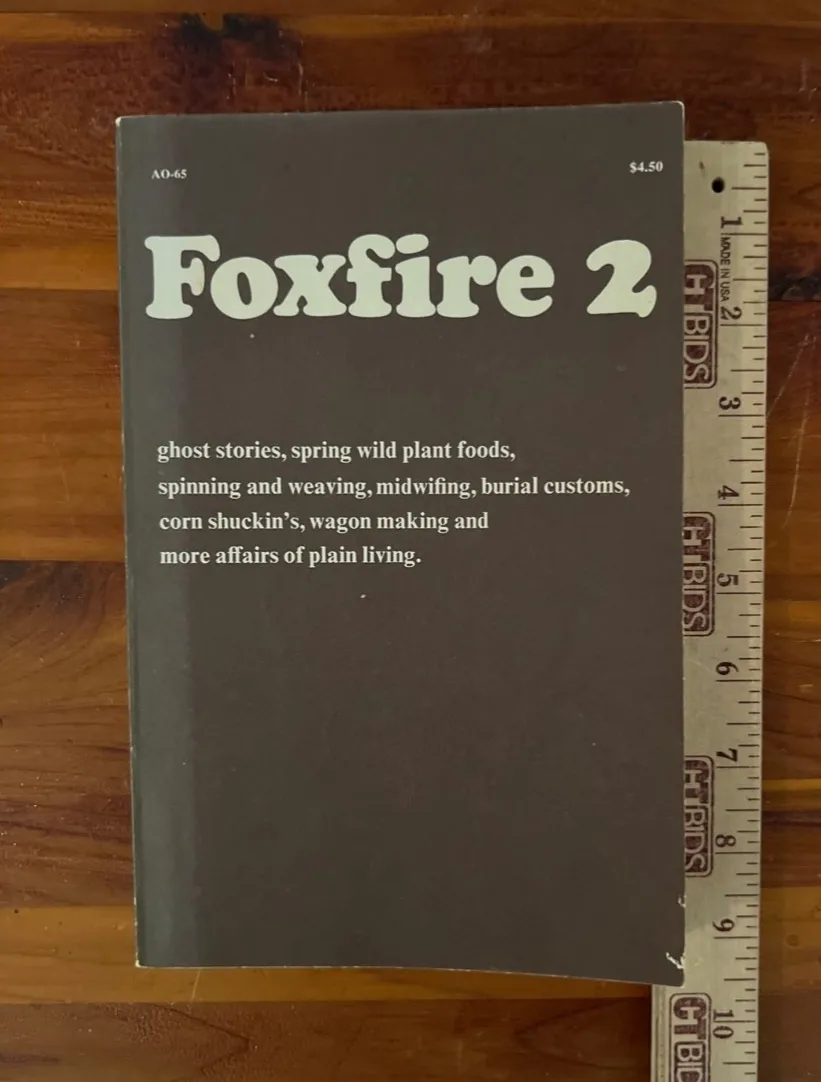 AO-65
$4.50
Foxfire 2
ghost stories, spring wild plant foods,
spinning and weaving, midwifing, burial customs,
corn shuckin's, wagon making and
more affairs of plain living.
1
MADE IN USA
2
CTBIDS
3
4
CTBIDS
5
6
7
CTBIDS
8
9
10
CTBIDS